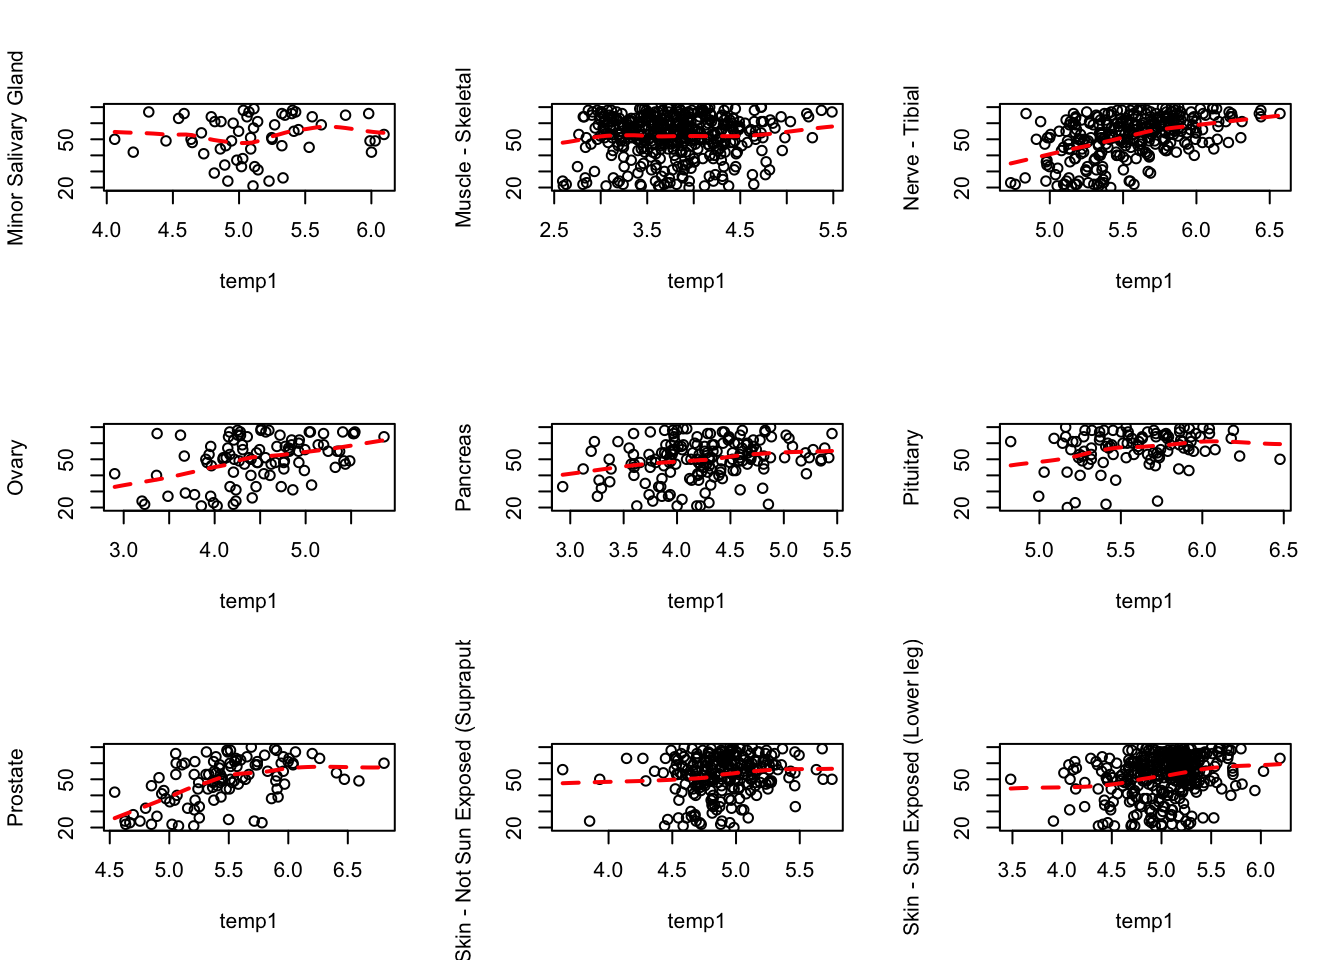 Minor Salivary Gland
50
20
4.0 4.5 5.0 5.5 6.0
temp1
Muscle - Skeletal
50
20
2.5 3.5 4.5 5.5
temp1
Nerve - Tibial
50
20
5.0 5.5 6.0 6.5
temp1
Ovary
50
20
3.0 4.0 5.0
temp1
Pancreas
50
20
3.0 3.5 4.0 4.5 5.0 5.5
temp1
Pituitary
50
20
5.0 5.5 6.0 6.5
temp1
Prostate
50
20
4.5 5.0 5.5 6.0 6.5
temp1
Skin - Not Sun Exposed (Suprapub
50
20
4.0 4.5 5.0 5.5
temp1
Skin - Sun Exposed (Lower leg)
50
20
3.5 4.0 4.5 5.0 5.5 6.0
temp1